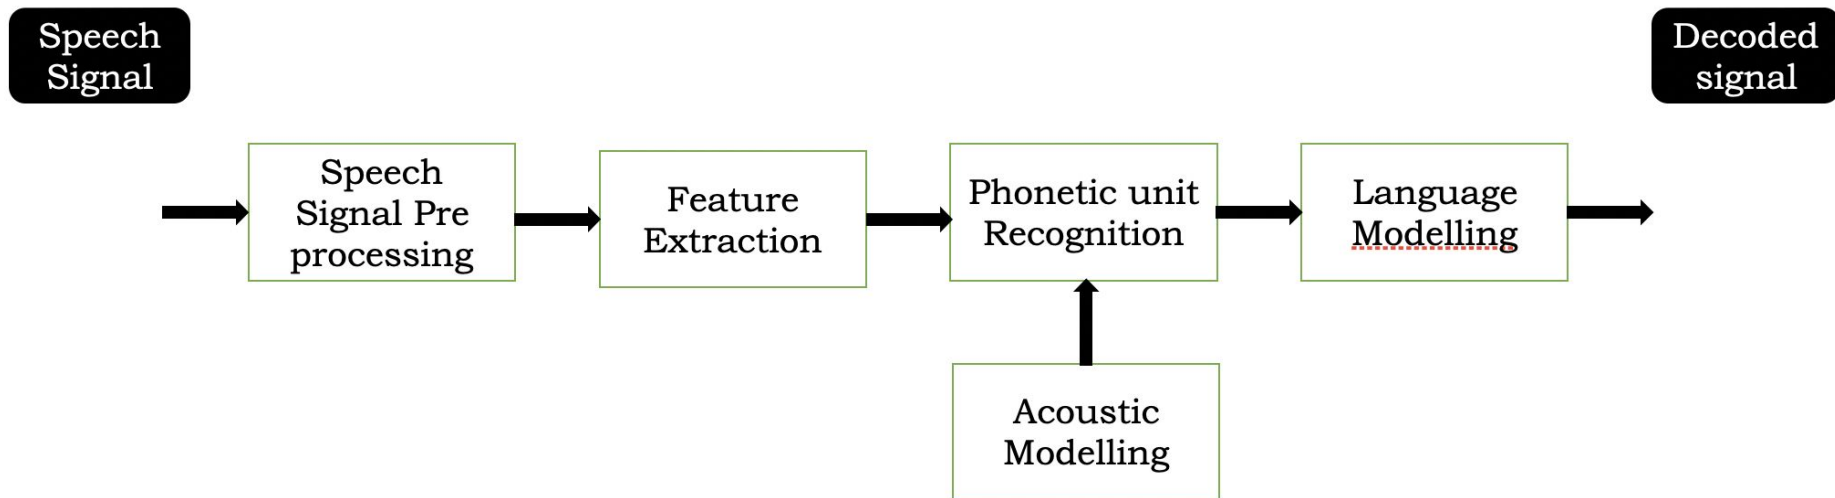 Speech
Signal
Decoded
signal
Speech
Signal Pre
processing
Feature
Extraction
Phonetic unit
Recognition
Language
Modelling
Acoustic
Modelling